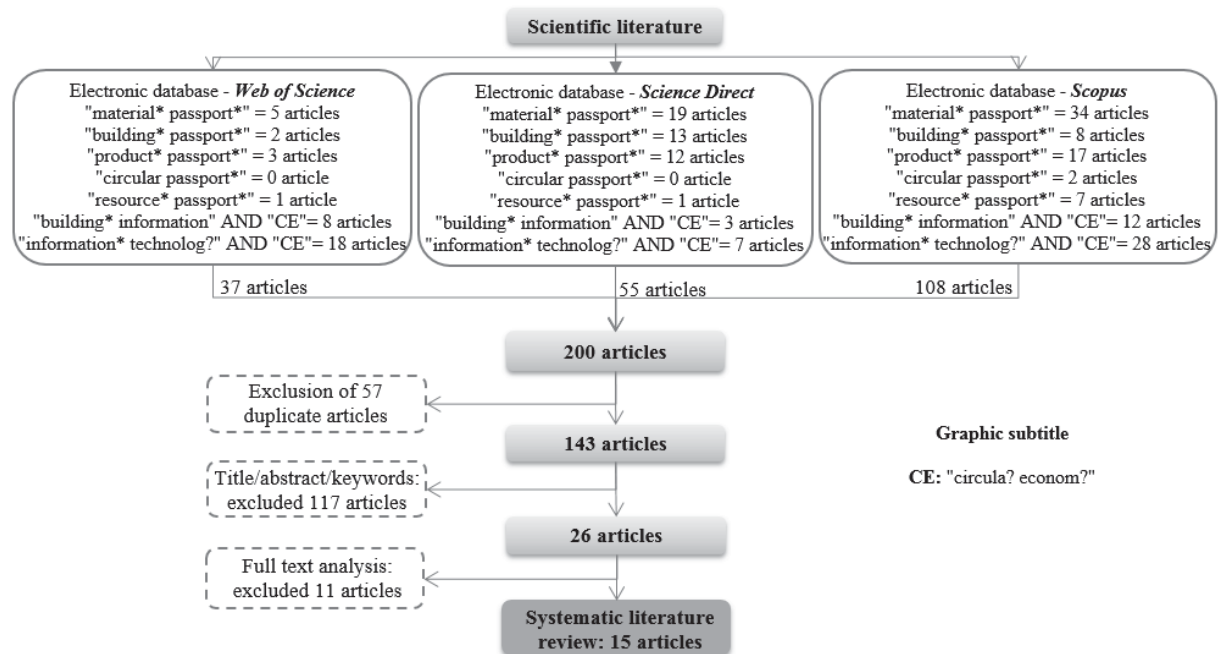 Scientific literature
Electronic database - Web of Science
"material* passport*" = 5 articles
"building* passport*" = 2 articles
"product* passport*" = 3 articles
"circular passport*" = 0 article
"resource* passport*" = 1 article
"building* information" AND "CE"= 8 articles
"information* technolog?" AND "CE"= 18 articles
Electronic database - Science Direct
"material* passport*" = 19 articles
"building* passport*" = 13 articles
"product* passport*" = 12 articles
"circular passport*" = 0 article
"resource* passport*" = 1 article
"building* information" AND "CE"= 3 articles
"information* technolog?" AND "CE"= 7 articles
Electronic database - Scopus
"material* passport*" = 34 articles
"building* passport*" = 8 articles
"product* passport*" = 17 articles
"circular passport*" = 2 articles
"resource* passport*" = 7 articles
"building* information" AND "CE"= 12 articles
"information* technolog?" AND "CE"= 28 articles
37 articles
55 articles
108 articles
200 articles
Exclusion of 57
duplicate articles
143 articles
Graphic subtitle
CE: "circula? econom?"
Title/abstract/keywords:
excluded 117 articles
26 articles
Full text analysis:
excluded 11 articles
Systematic literature
review: 15 articles